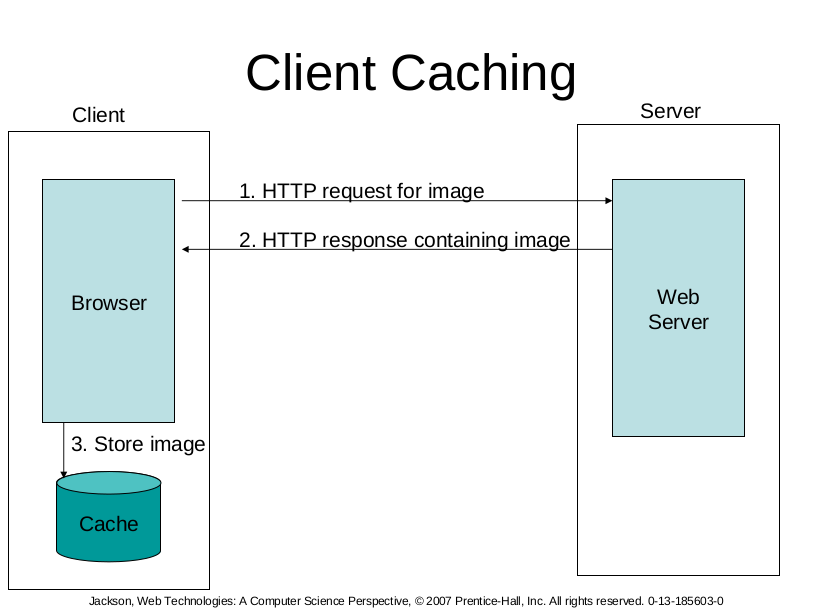 Client Caching
Client
Server
1. HTTP request for image
2. HTTP response containing image
Browser
Web
Server
3. Store image
Cache
Jackson, Web Technologies: A Computer Science Perspective, © 2007 Prentice-Hall, Inc. All rights reserved. 0-13-185603-0